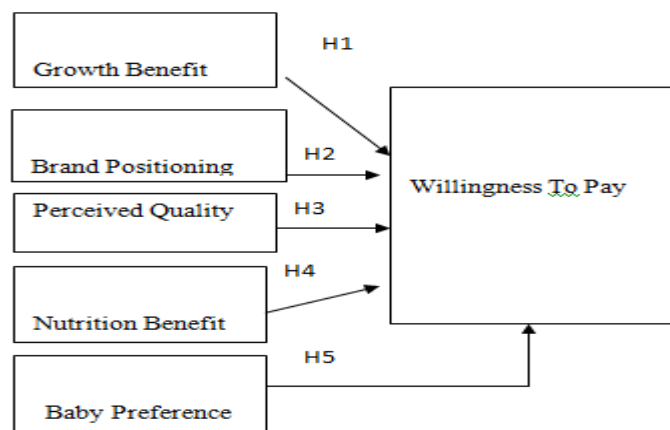 H1
Growth Benefit
H2
Brand Positioning
Willingness To Pay
Perceived Quality
H3
H4
Nutrition Benefit
H5
Baby Preference